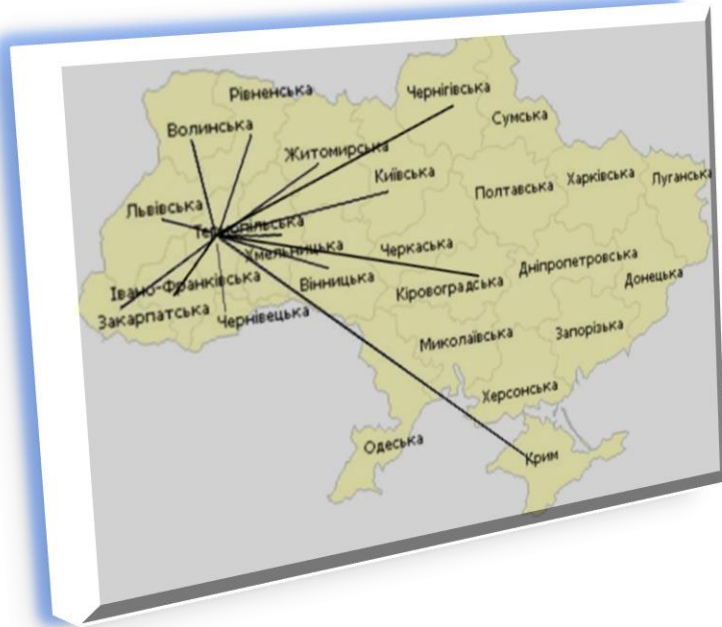 Рівненська
Чернігівська
Волинська
Сумська
Житомирська
Київська
Полтавська
Харківська
Луганська
Львівська
Тернопільська
Хмельницька
Черкаська
Вінницька
Кіровоградська
Дніпропетровська
Донецька
Івано-Франківська
Закарпатська
Чернівецька
Миколаївська
Запорізька
Херсонська
Одеська
Крим